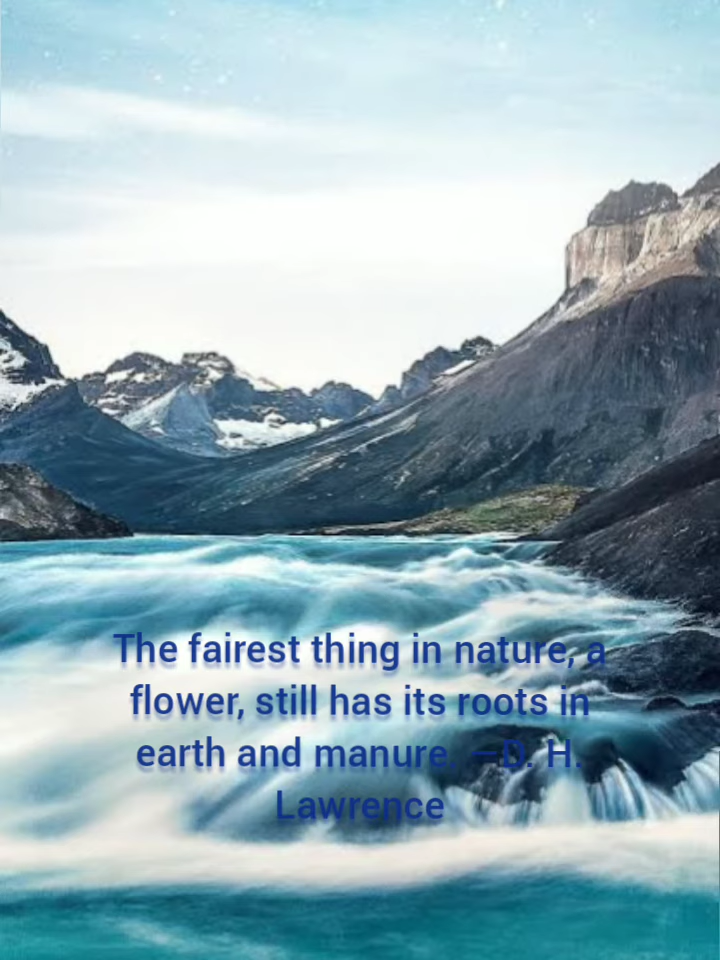 The fairest thing in nature, a
flower, still has its roots in
earth and manure. —D. H.
Lawrence